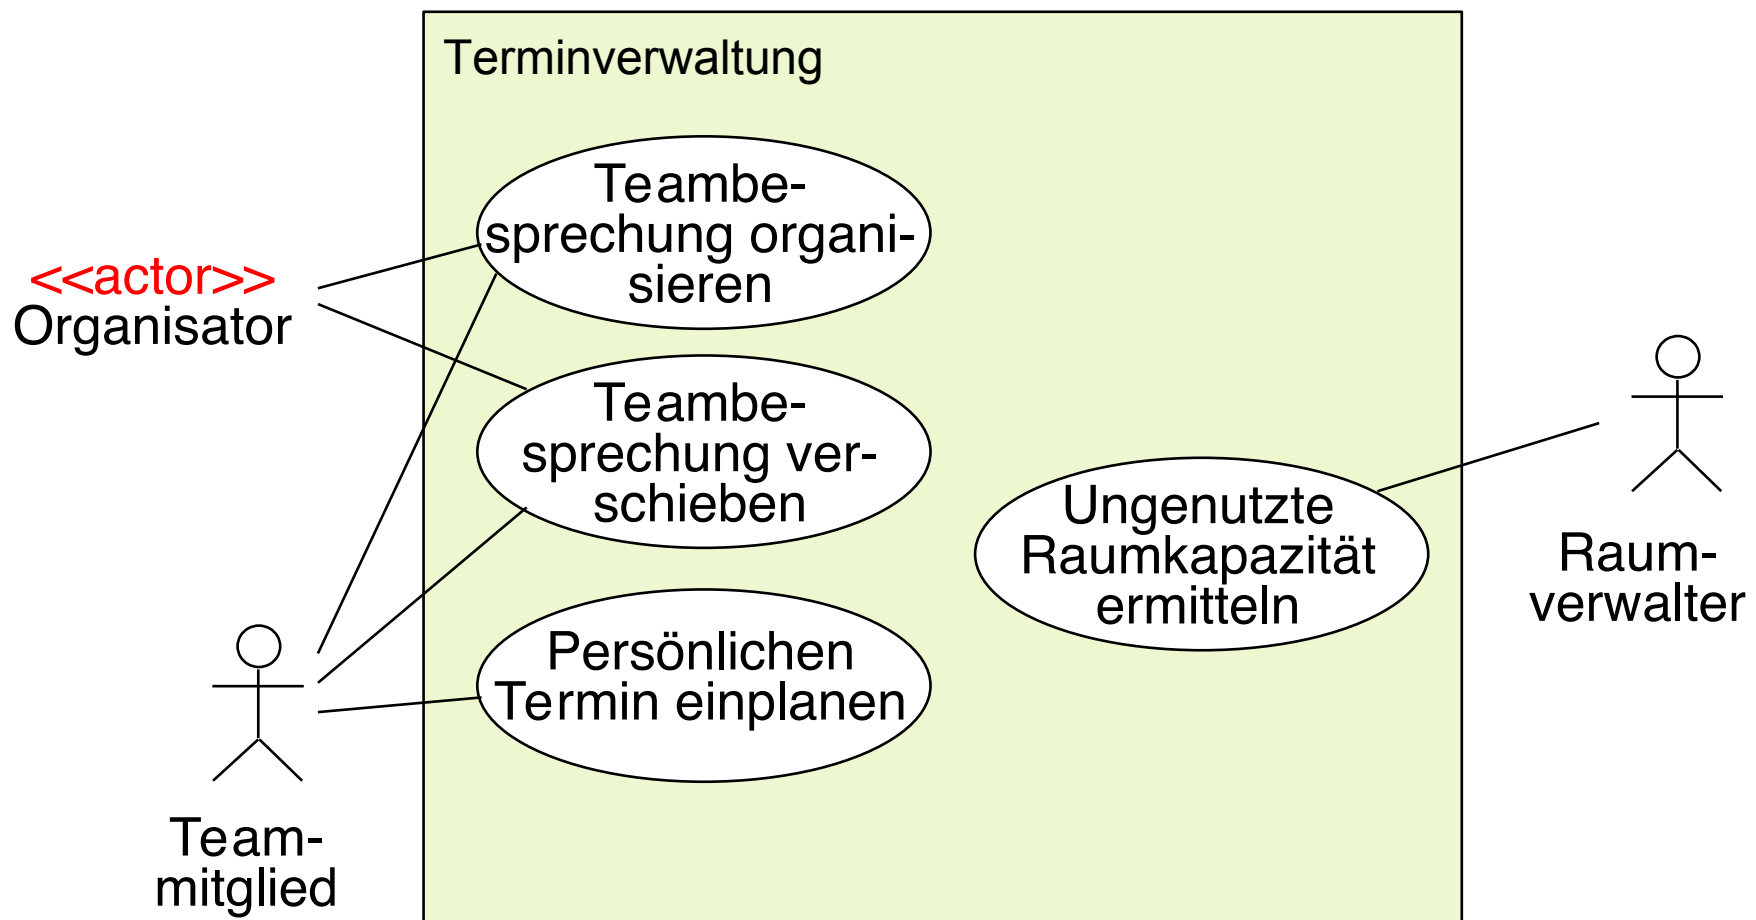 Terminverwaltung
Teambe-
sprechung organi-
sieren
<<actor>>
Organisator
Teambe-
sprechung ver-
schieben
Ungenutzte
Raumkapazität
ermitteln
Raum-
verwalter
Persönlichen
Termin einplanen
Team-
mitglied